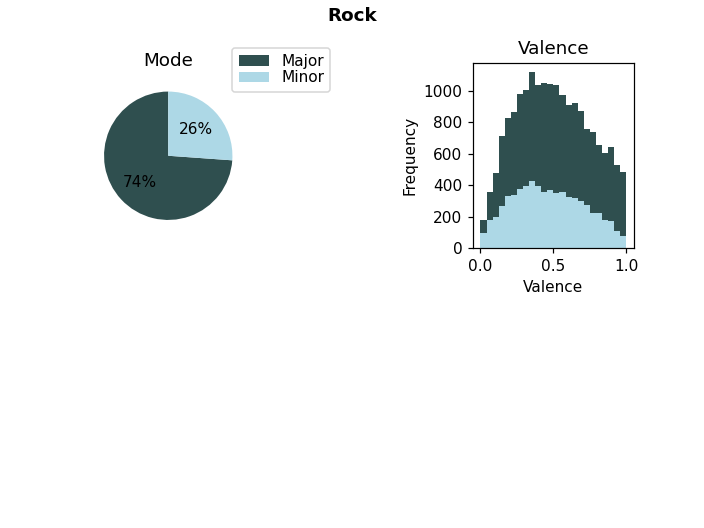 Rock
Mode
Major
Minor
26%
74%
Valence
Frequency
1000
800
600
400
200
0
0.0 0.5 1.0
Valence